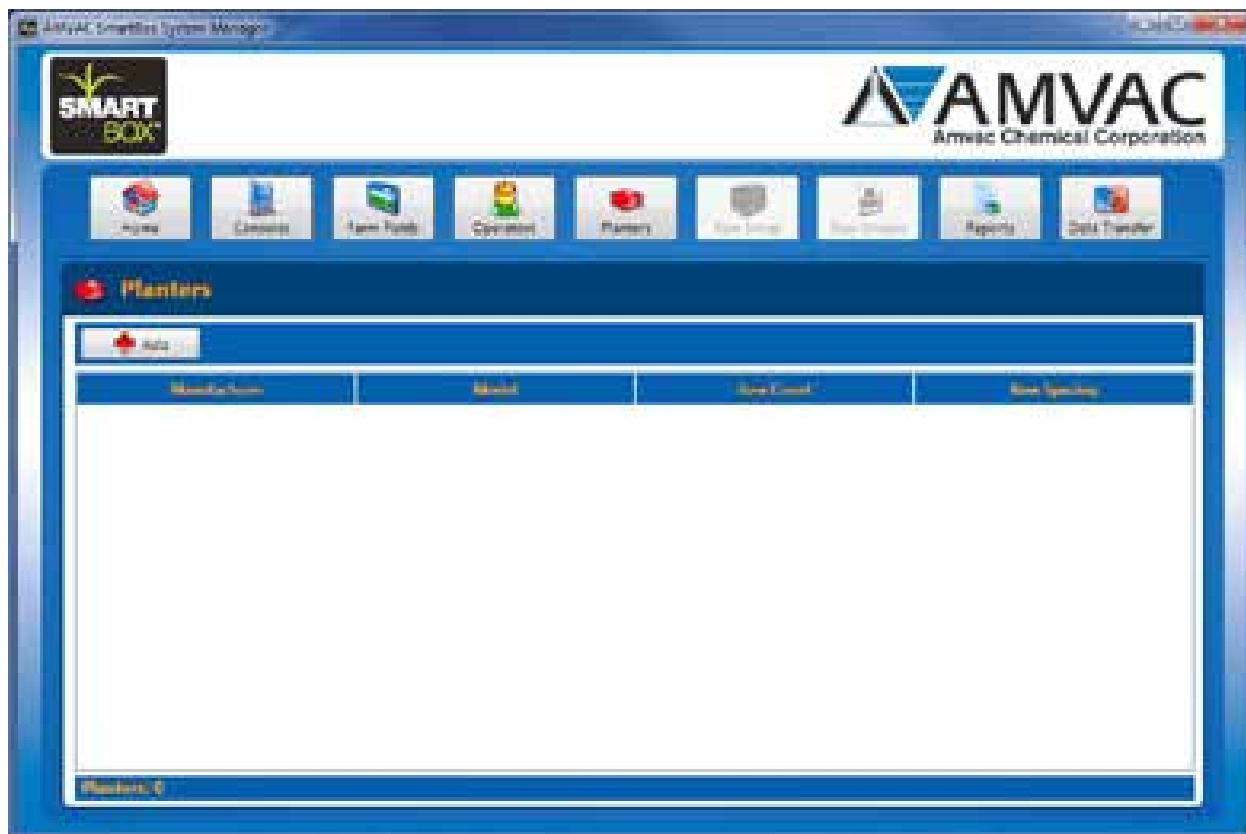 AMVAC SmartBox System Manager
SMART
BOX
AMVAC
Amvac Chemical Corporation
Home
Consoles
Farm Fields
Operators
Planters
Reports
Data Transfer
Planters
Add
Manufacturer
Model
Row Count
Row Spacing
Planters: 0